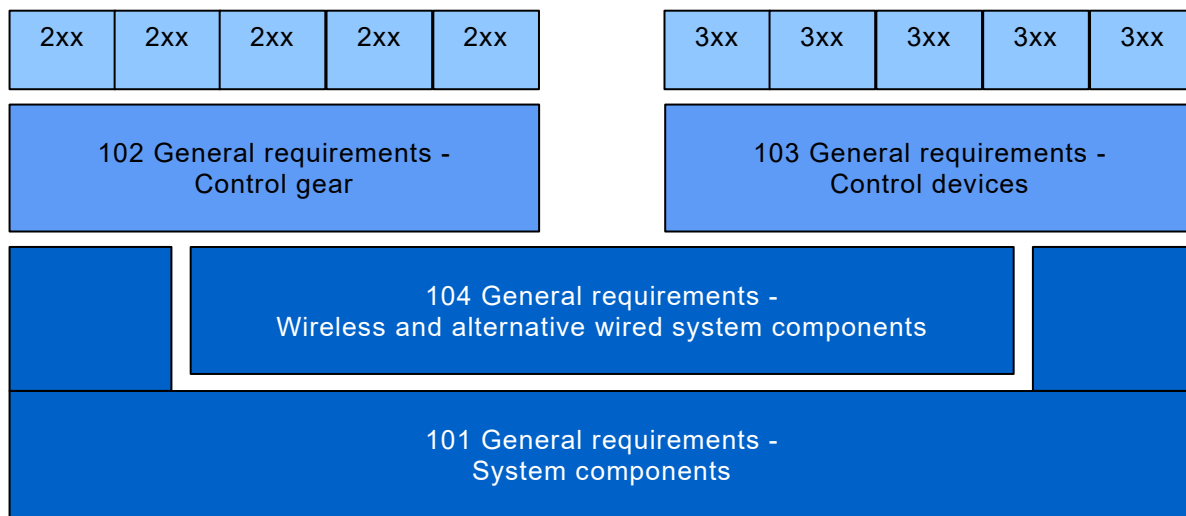 2xx 2xx 2xx 2xx 2xx 3xx 3xx 3xx 3xx 3xx
102 General requirements -
Control gear
103 General requirements -
Control devices
104 General requirements -
Wireless and alternative wired system components
101 General requirements -
System components